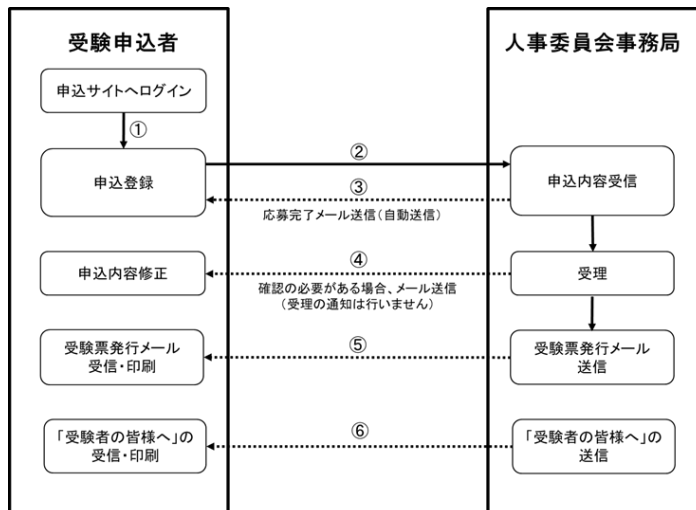 受験申込者
人事委員会事務局
申込サイトへログイン
①
②
申込登録
申込内容受信
③
応募完了メール送信(自動送信)
④
申込内容修正
受理
確認の必要がある場合、メール送信
(受理の通知は行いません)
⑤
受験票発行メール
受信・印刷
受験票発行メール
送信
⑥
「受験者の皆様へ」の
受信・印刷
「受験者の皆様へ」の
送信